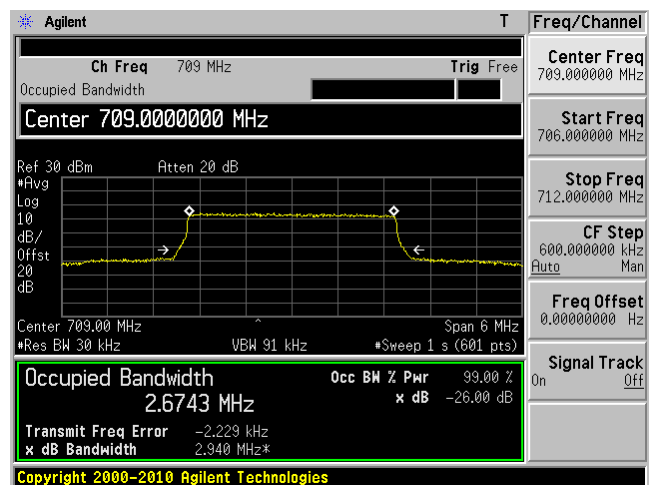 Agilent T
Ch Freq 709 MHz Trig Free
Occupied Bandwidth
Center 709.0000000 MHz
Ref 30 dBm Atten 20 dB
#Avg
Log
10
dB/
Offst
20
dB
Center 709.00 MHz Span 6 MHz
#Res BW 30 kHz VBW 91 kHz #Sweep 1 s (601 pts)
Occupied Bandwidth Occ BW % Pwr 99.00 %
2.6743 MHz x dB -26.00 dB
Transmit Freq Error -2.229 kHz
x dB Bandwidth 2.940 MHz*
Copyright 2000-2010 Agilent Technologies
Freq/Channel
Center Freq
709.000000 MHz
Start Freq
706.000000 MHz
Stop Freq
712.000000 MHz
CF Step
600.000000 kHz
Auto Man
Freq Offset
0.00000000 Hz
Signal Track
On Off